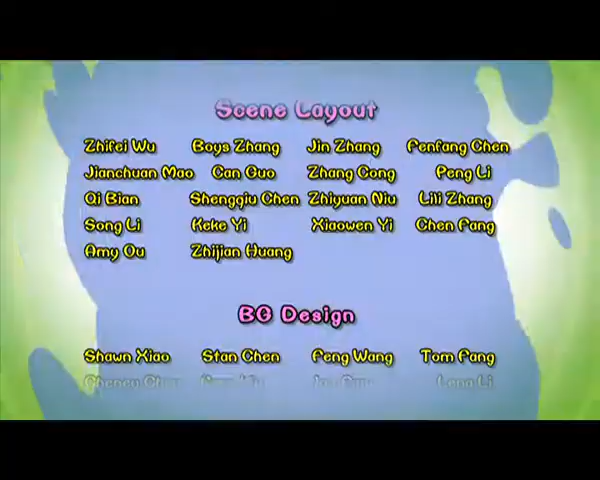 Scene Layout
Zhifei Wu Boys Zhang Jin Zhang Fenfang Chen
Jianchuan Mao Can Guo Zhang Cong Peng Li
Qi Bian Shengqiu Chen Zhiyuan Niu Lili Zhang
Song Li Keke Yi Xiaowen Yi Chen Fang
Amy Ou Zhijian Huang
BG Design
Shawn Xiao Stan Chen Feng Wang Tom Fang
Lena Li